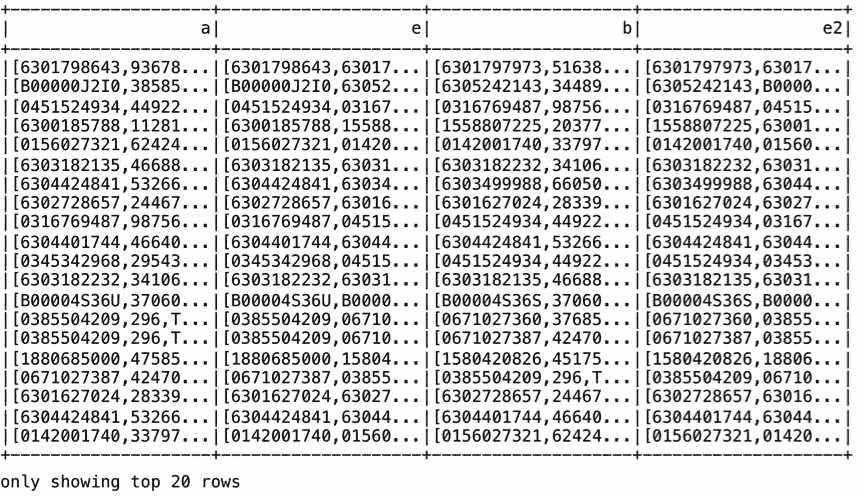 +--------------------+--------------------+--------------------+--------------------+
|                   a|                   e|                   b|                  e2|
+--------------------+--------------------+--------------------+--------------------+
|[6301798643,93678...|[6301798643,63017...|[6301797973,51638...|[6301797973,63017...|
|[B00000J2I0,38585...|[B00000J2I0,63052...|[6305242143,34489...|[6305242143,B0000...|
|[0451524934,44922...|[0451524934,03167...|[0316769487,98756...|[0316769487,04515...|
|[6300185788,11281...|[6300185788,15588...|[1558807225,20377...|[1558807225,63001...|
|[0156027321,62424...|[0156027321,01420...|[0142001740,33797...|[0142001740,01560...|
|[6303182135,46688...|[6303182135,63031...|[6303182232,34106...|[6303182232,63031...|
|[6304424841,53266...|[6304424841,63034...|[6303499988,66050...|[6303499988,63044...|
|[6302728657,24467...|[6302728657,63016...|[6301627024,28339...|[6301627024,63027...|
|[0316769487,98756...|[0316769487,04515...|[0451524934,44922...|[0451524934,03167...|
|[6304401744,46640...|[6304401744,63044...|[6304424841,53266...|[6304424841,63044...|
|[0345342968,29543...|[0345342968,04515...|[0451524934,44922...|[0451524934,03453...|
|[6303182232,34106...|[6303182232,63031...|[6303182135,46688...|[6303182135,63031...|
|[B00004S36U,37060...|[B00004S36U,B0000...|[B00004S36S,37060...|[B00004S36S,B0000...|
|[0385504209,296,T...|[0385504209,06710...|[0671027360,37685...|[0671027360,03855...|
|[0385504209,296,T...|[0385504209,06710...|[0671027387,42470...|[0671027387,03855...|
|[1880685000,47585...|[1880685000,15804...|[1580420826,45175...|[1580420826,18806...|
|[0671027387,42470...|[0671027387,03855...|[0385504209,296,T...|[0385504209,06710...|
|[6301627024,28339...|[6301627024,63027...|[6302728657,24467...|[6302728657,63016...|
|[6304424841,53266...|[6304424841,63044...|[6304401744,46640...|[6304401744,63044...|
|[0142001740,33797...|[0142001740,01560...|[0156027321,62424...|[0156027321,01420...|
+--------------------+--------------------+--------------------+--------------------+
only showing top 20 rows